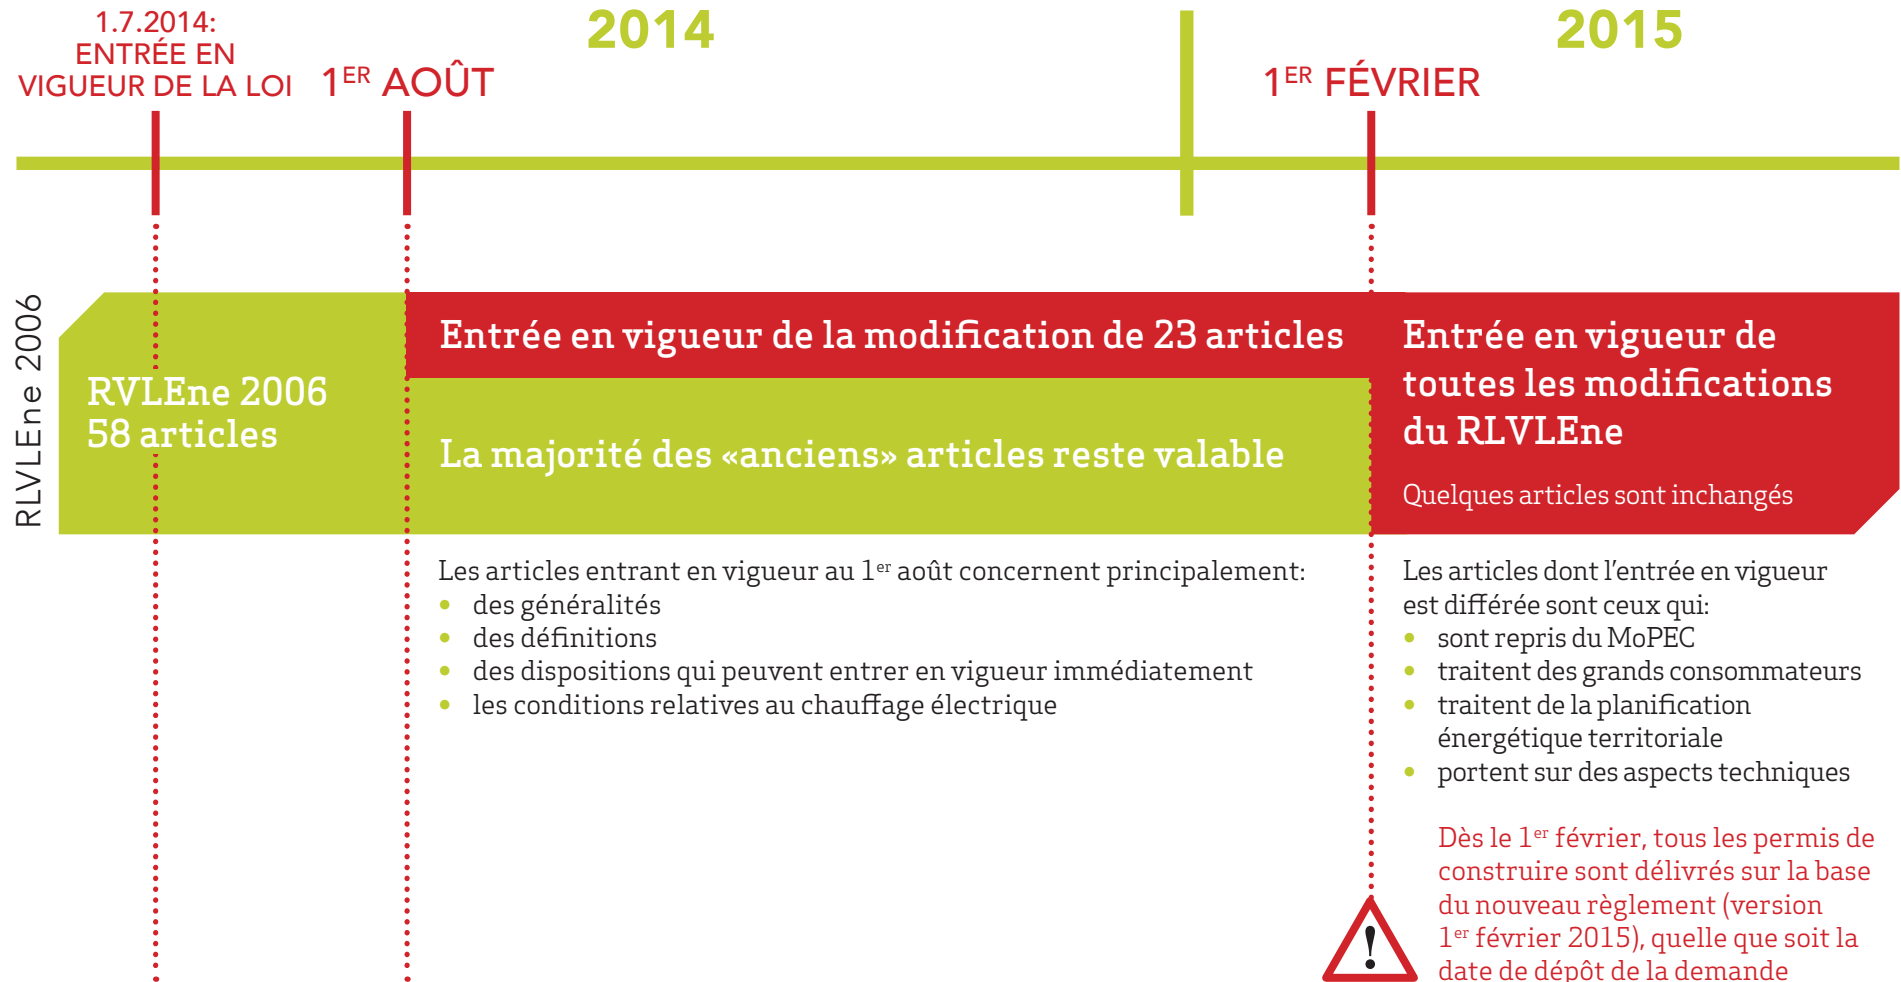 1.7.2014:
ENTRÉE EN
VIGUEUR DE LA LOI
1ER AOÛT
2014
1ER FÉVRIER
2015
RLVLEne 2006
RVLEne 2006
58 articles
Entrée en vigueur de la modification de 23 articles
La majorité des «anciens» articles reste valable
Entrée en vigueur de
toutes les modifications
du RLVLEne
Quelques articles sont inchangés
Les articles entrant en vigueur au 1er août concernent principalement:
• des généralités
• des définitions
• des dispositions qui peuvent entrer en vigueur immédiatement
• les conditions relatives au chauffage électrique
Les articles dont l'entrée en vigueur
est différée sont ceux qui:
• sont repris du MoPEC
• traitent des grands consommateurs
• traitent de la planification
énergétique territoriale
• portent sur des aspects techniques
Dès le 1er février, tous les permis de
construire sont délivrés sur la base
du nouveau règlement (version
1er février 2015), quelle que soit la
date de dépôt de la demande
!